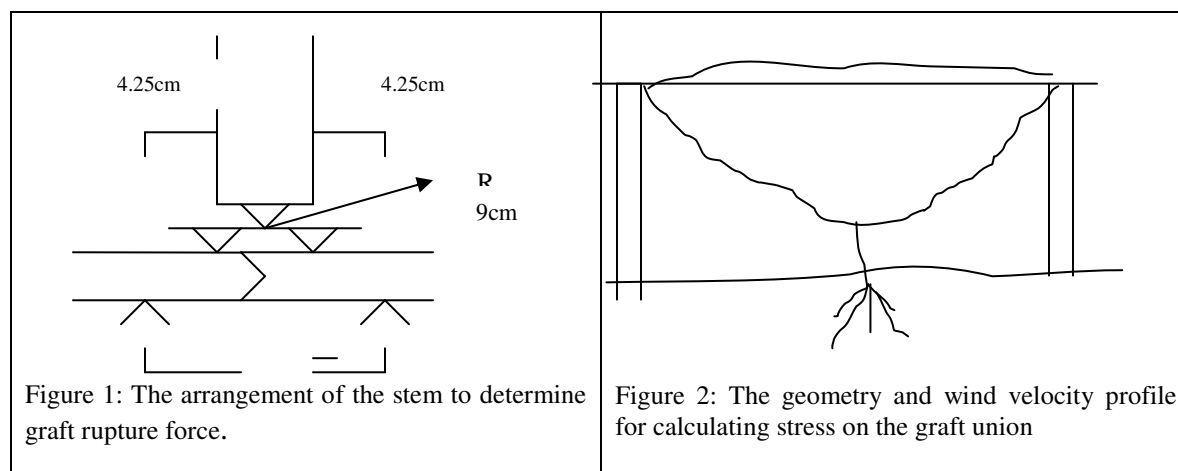 4.25cm 4.25cm
9cm
Figure 1: The arrangement of the stem to determine
graft rupture force.
Figure 2: The geometry and wind velocity profile
for calculating stress on the graft union